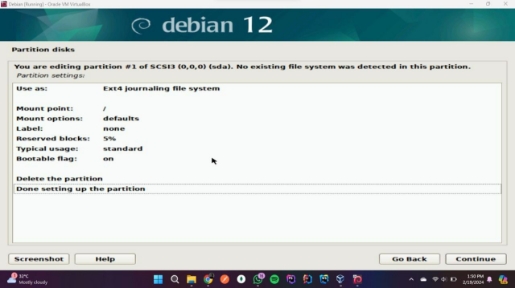 Debian [Running] - Oracle VM VirtualBox
debian 12
Partition disks
You are editing partition #1 of SCSI3 (0,0,0) (sda). No existing file system was detected in this partition.
Partition settings:
Use as: Ext4 journaling file system
Mount point: /
Mount options: defaults
Label: none
Reserved blocks: 5%
Typical usage: standard
Bootable flag: on
Delete the partition
Done setting up the partition
Screenshot Help Go Back Continue
32°C 1:50 PM
Mostly cloudy 2/18/2024